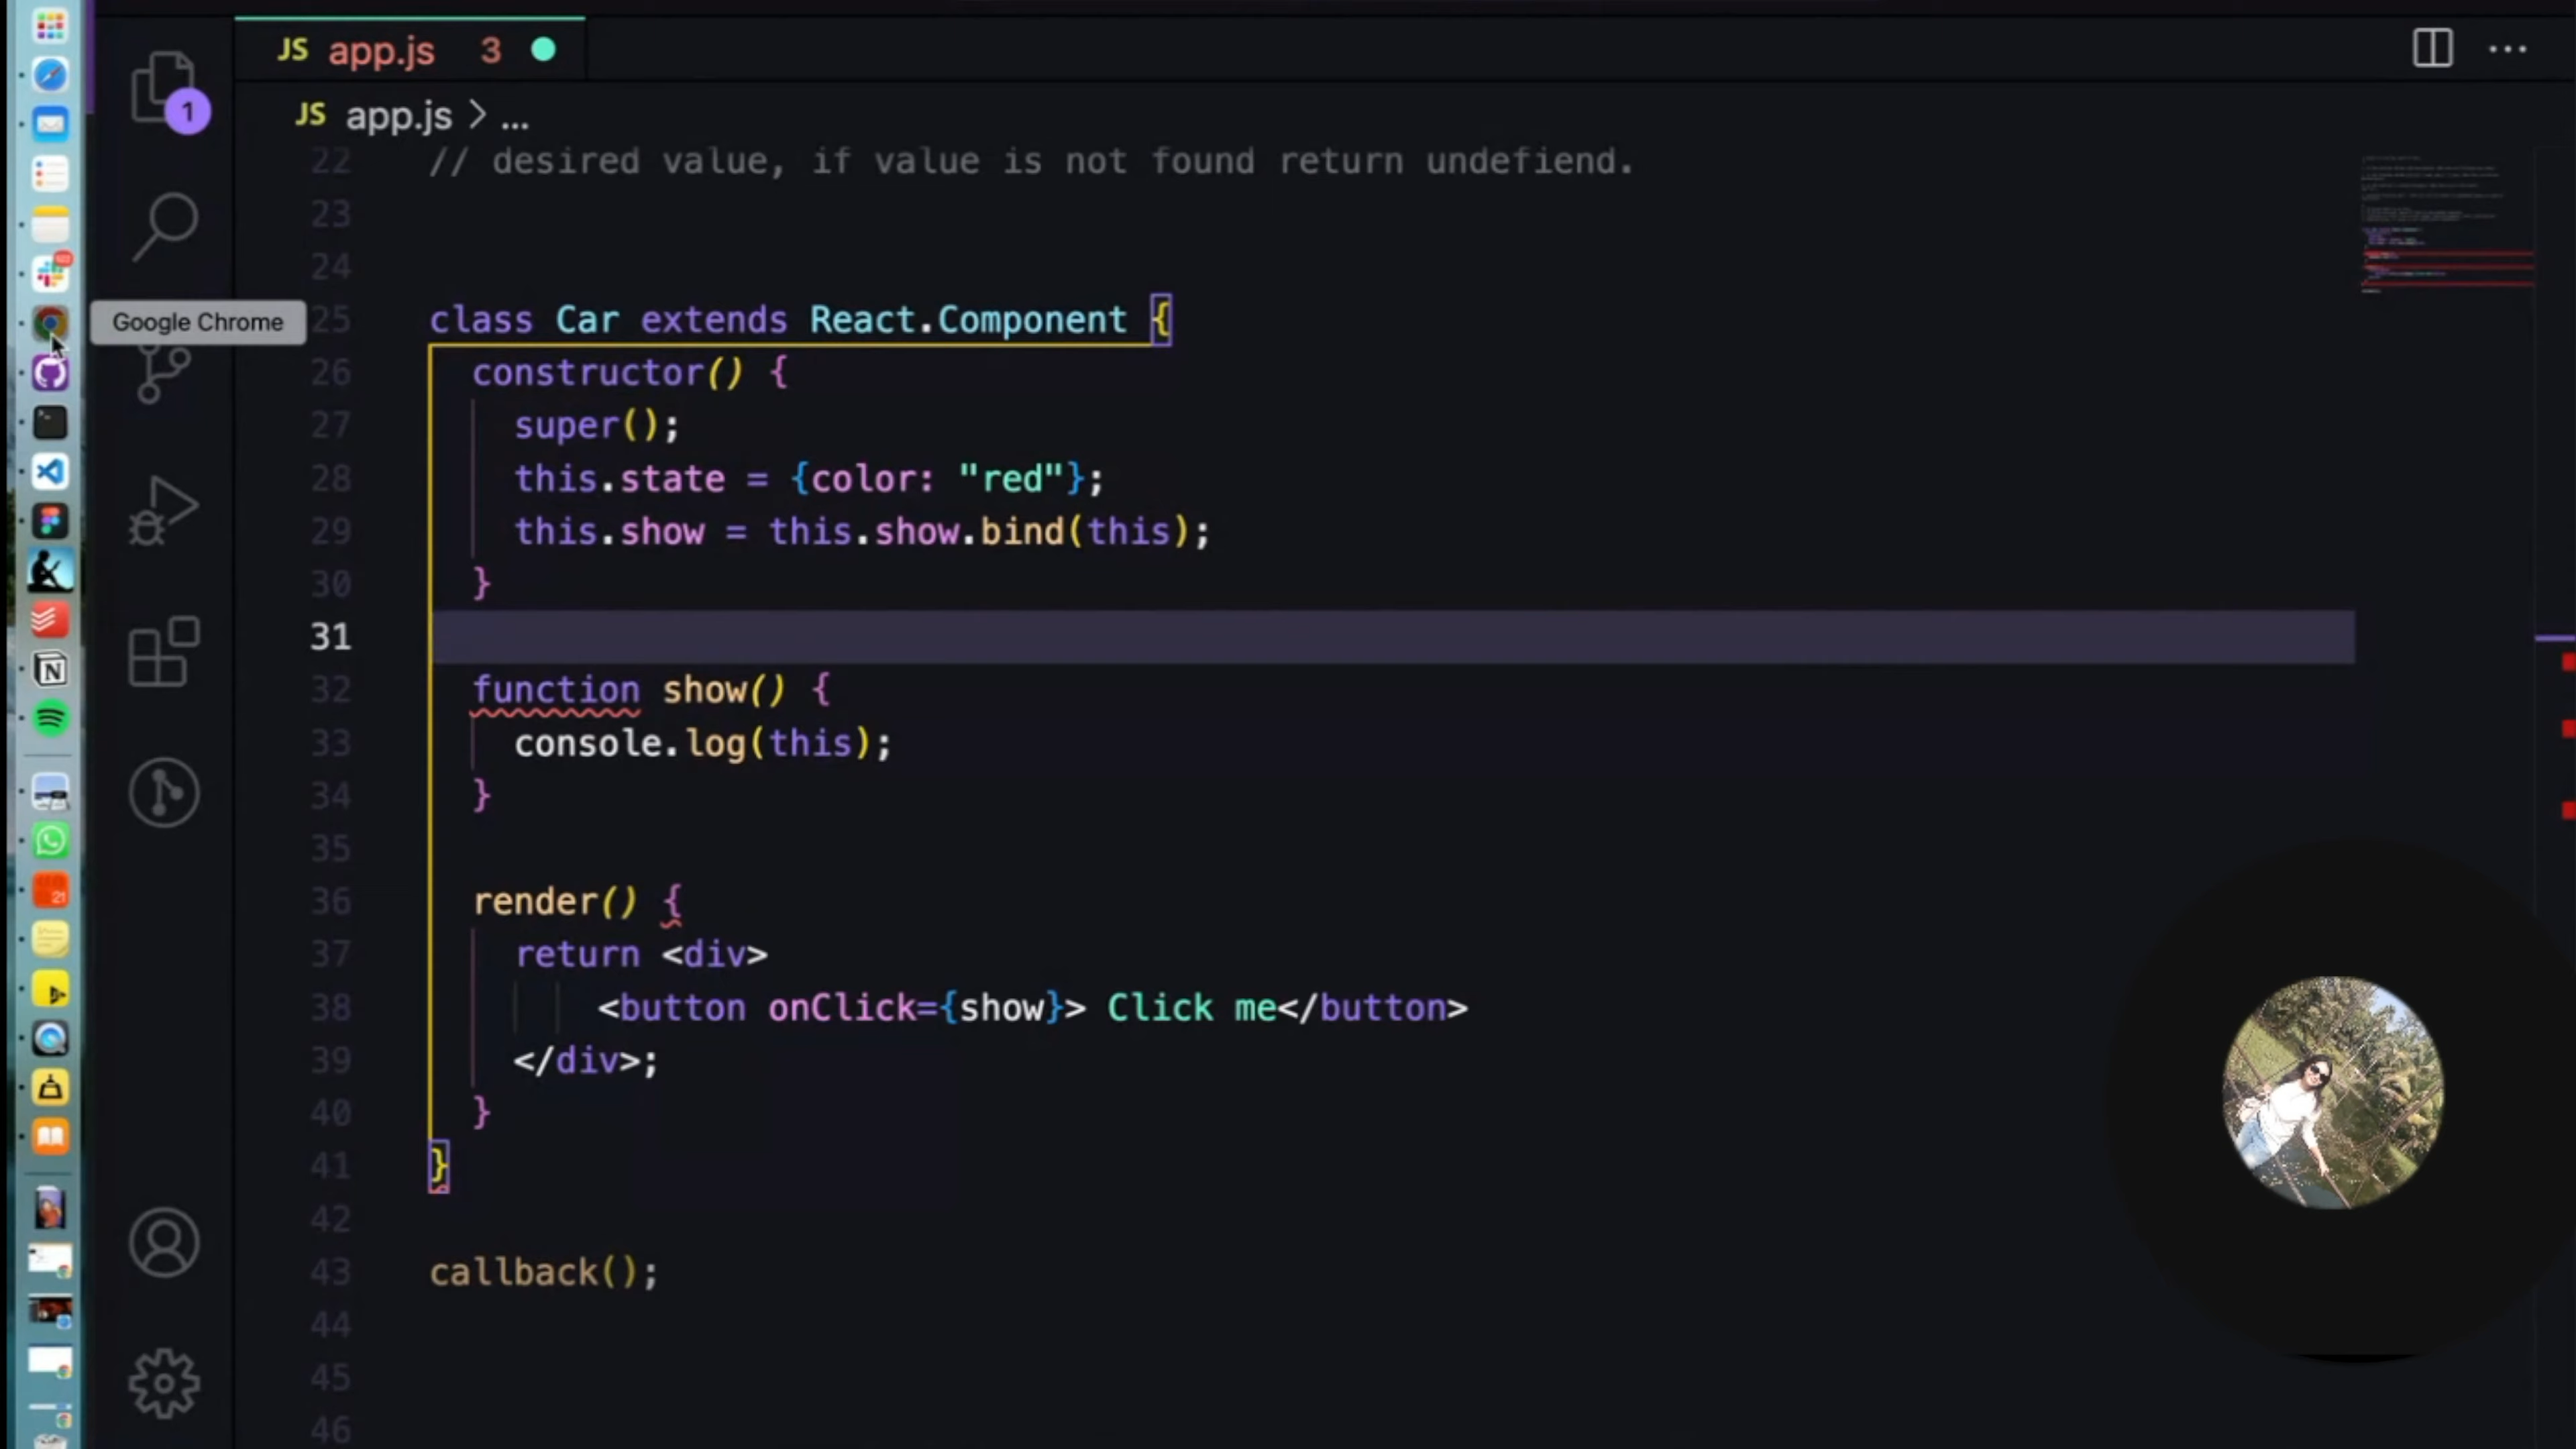 JS app.js 3
JS app.js > ...
1
22 // desired value, if value is not found return undefiend.
23
24
Google Chrome
25 class Car extends React.Component {
26 constructor() {
27 super();
28 this.state = {color: "red"};
29 this.show = this.show.bind(this);
30 }
31
32 function show() {
33 console.log(this);
34 }
35
36 render() {
37 return <div>
38 <button onClick={show}> Click me</button>
39 </div>;
40 }
41 }
42
43 callback();
44
45
46
21